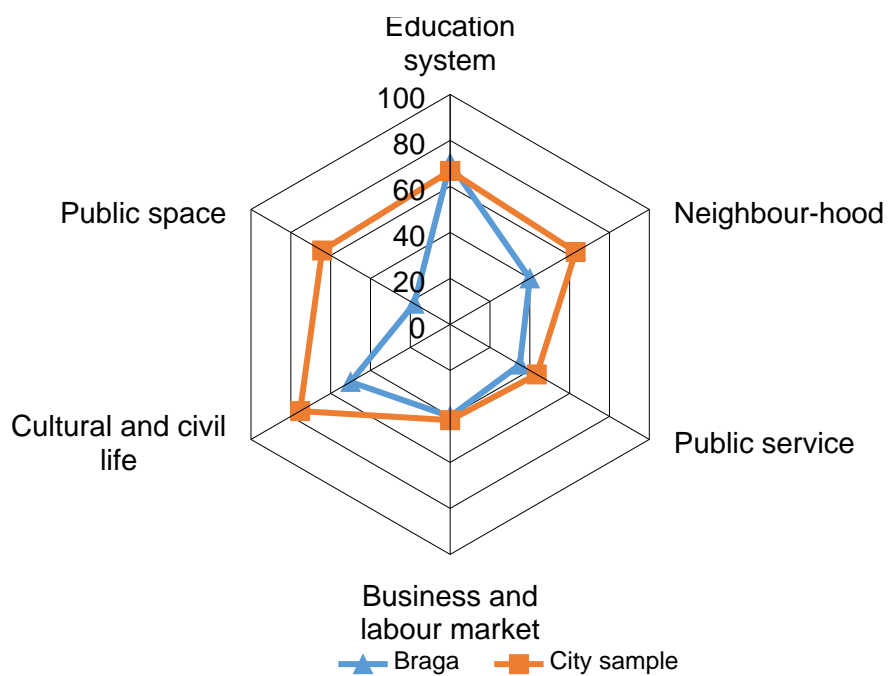 Education
system
100
80
60
40
20
0
Public space
Neighbour-hood
Cultural and civil
life
Public service
Business and
labour market
Braga
City sample